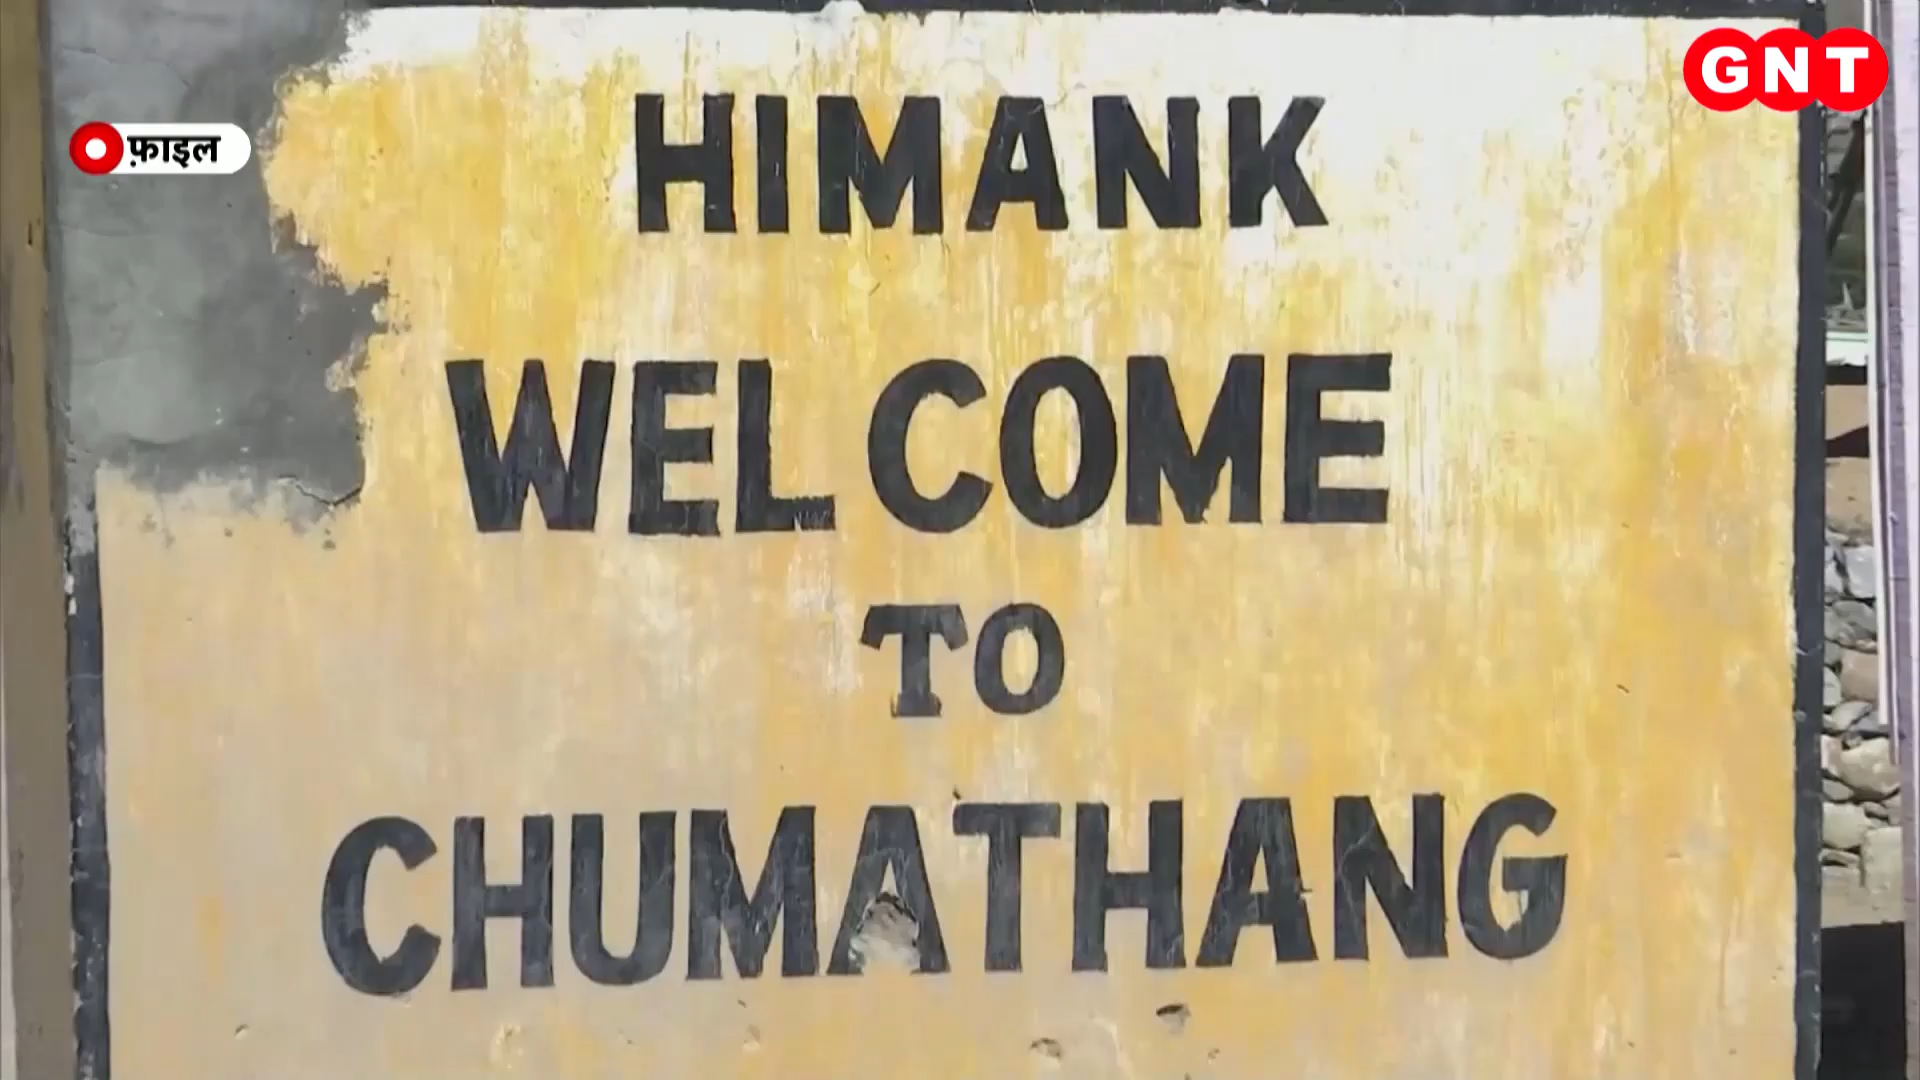 GNT
फ़ाइल
HIMANK
WELCOME
TO
CHUMATHANG